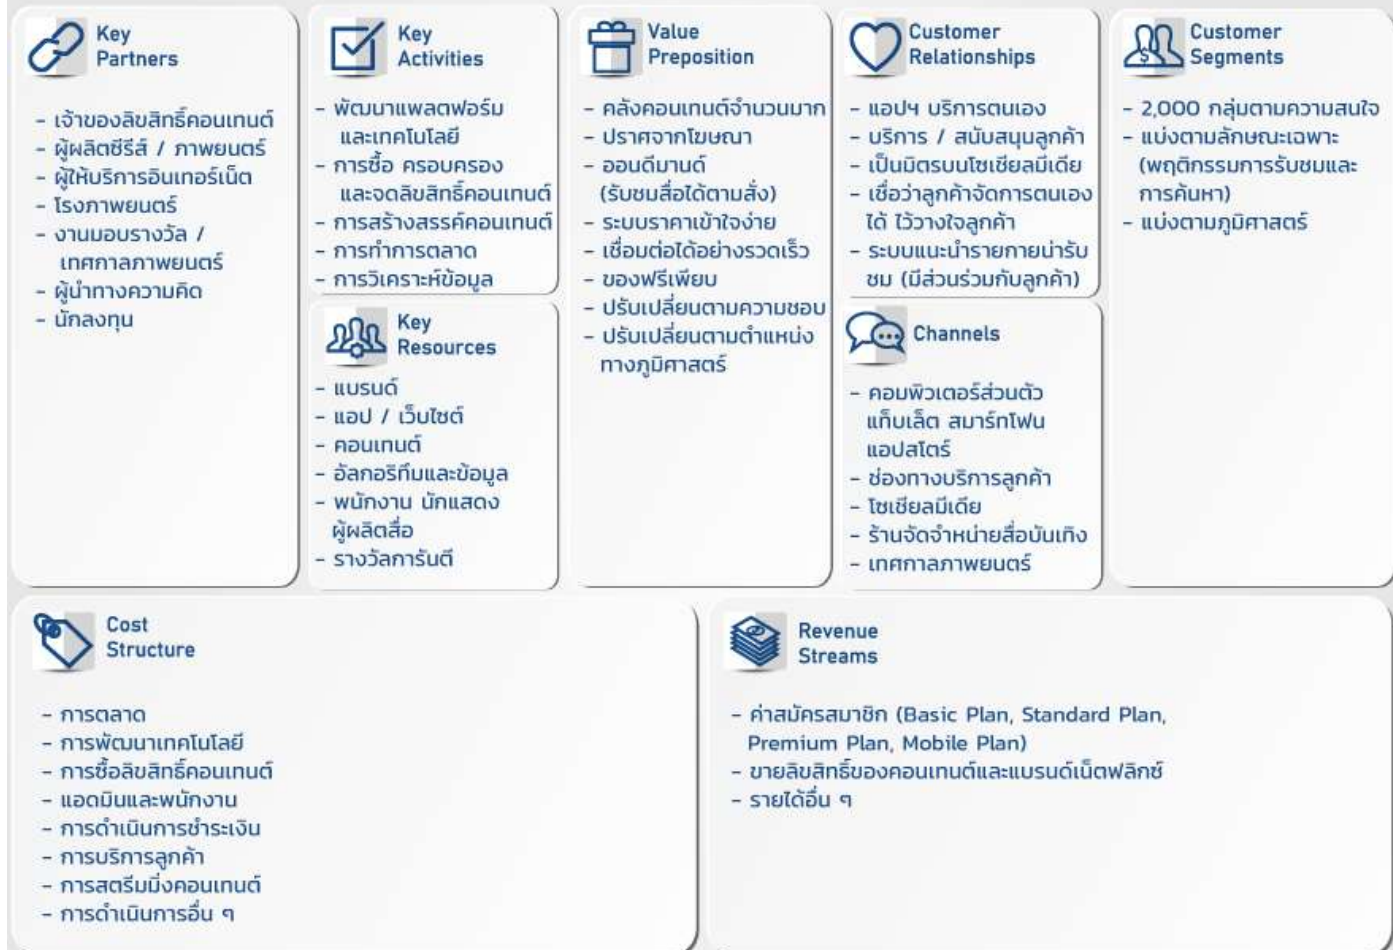 Key
Partners
- เจ้าของลิขสิทธิ์คอนเทนต์
- ผู้ผลิตซีรีส์ / ภาพยนตร์
- ผู้ให้บริการอินเทอร์เน็ต
- โรงภาพยนตร์
- งานมอบรางวัล /
เทศกาลภาพยนตร์
- ผู้นำทางความคิด
- นักลงทุน
Key
Activities
- พัฒนาแพลตฟอร์ม
และเทคโนโลยี
- การซื้อ ครอบครอง
และจดลิขสิทธิ์คอนเทนต์
- การสร้างสรรค์คอนเทนต์
- การทำการตลาด
- การวิเคราะห์ข้อมูล
Key
Resources
- แบรนด์
- แอป / เว็บไซต์
- คอนเทนต์
- อัลกอริทึมและข้อมูล
- พนักงาน นักแสดง
ผู้ผลิตสื่อ
- รางวัลการันตี
Value
Preposition
- คลังคอนเทนต์จำนวนมาก
- ปราศจากโฆษณา
- ออนดีมานด์
(รับชมสื่อได้ตามสั่ง)
- ระบบราคาเข้าใจง่าย
- เชื่อมต่อได้อย่างรวดเร็ว
- ของฟรีเพียบ
- ปรับเปลี่ยนตามความชอบ
- ปรับเปลี่ยนตามตำแหน่ง
ทางภูมิศาสตร์
Customer
Relationships
- แอปฯ บริการตนเอง
- บริการ / สนับสนุนลูกค้า
- เป็นมิตรบนโซเชียลมีเดีย
- เชื่อว่าลูกค้าจัดการตนเอง
ได้ ไว้วางใจลูกค้า
- ระบบแนะนำรายกายน่ารับ
ชม (มีส่วนร่วมกับลูกค้า)
Channels
- คอมพิวเตอร์ส่วนตัว
แท็บเล็ต สมาร์ทโฟน
แอปสโตร์
- ช่องทางบริการลูกค้า
- โซเชียลมีเดีย
- ร้านจัดจำหน่ายสื่อบันเทิง
- เทศกาลภาพยนตร์
Customer
Segments
- 2,000 กลุ่มตามความสนใจ
- แบ่งตามลักษณะเฉพาะ
(พฤติกรรมการรับชมและ
การค้นหา)
- แบ่งตามภูมิศาสตร์
Cost
Structure
- การตลาด
- การพัฒนาเทคโนโลยี
- การซื้อลิขสิทธิ์คอนเทนต์
- แอดมินและพนักงาน
- การดำเนินการชำระเงิน
- การบริการลูกค้า
- การสตรีมมิ่งคอนเทนต์
- การดำเนินการอื่น ๆ
Revenue
Streams
- ค่าสมัครสมาชิก (Basic Plan, Standard Plan,
Premium Plan, Mobile Plan)
- ขายลิขสิทธิ์ของคอนเทนต์และแบรนด์เน็ตฟลิกซ์
- รายได้อื่น ๆ